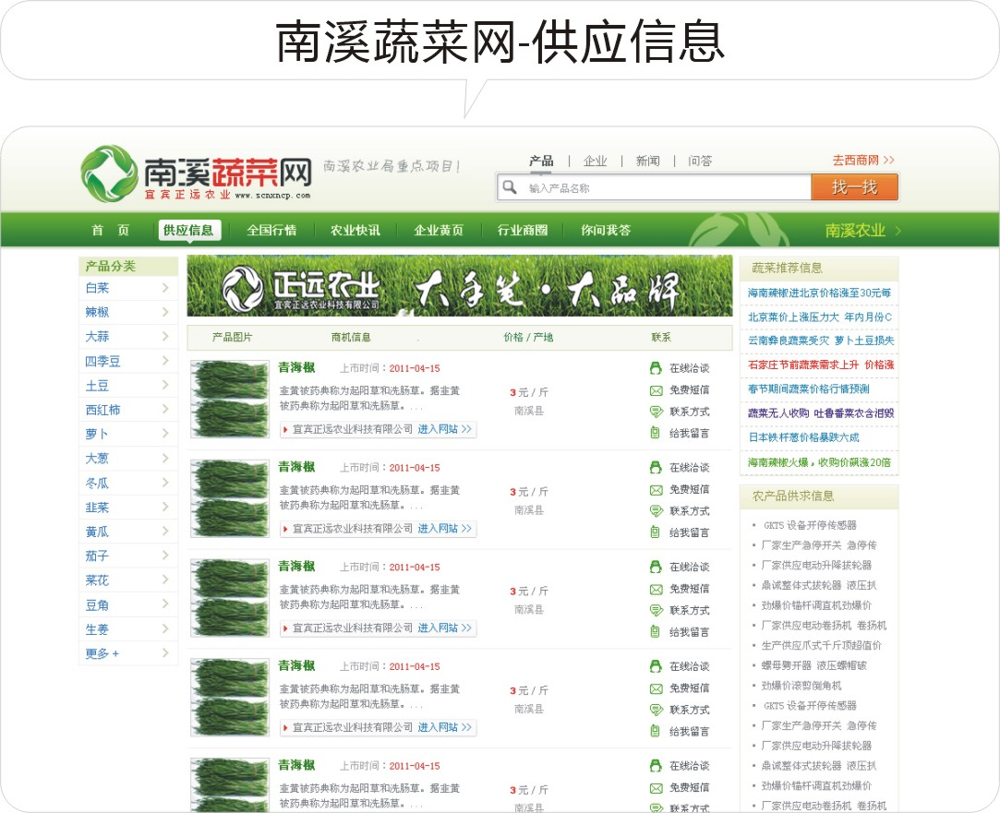 南溪蔬菜网-供应信息
南溪蔬菜网
宜宾正远农业 www.scnxncp.com
南溪农业局重点项目!
产品 | 企业 | 新闻 | 问答
去西商网 >>
输入产品名称
找一找
首 页 供应信息 全国行情 农业快讯 企业黄页 行业商圈 你问我答
南溪农业 >
产品分类
白菜
辣椒
大蒜
四季豆
土豆
西红柿
萝卜
大葱
冬瓜
韭菜
黄瓜
茄子
菜花
豆角
生姜
更多 +
正远农业
宜宾正远农业科技有限公司
大手笔·大品牌
产品图片 商机信息 . 价格 / 产地 联系
青海椒 上市时间：2011-04-15
韭黄被药典称为起阳草和洗肠草。据韭黄
被药典称为起阳草和洗肠草。...
宜宾正远农业科技有限公司 进入网站 >>
3 元 / 斤
南溪县
在线洽谈
免费短信
联系方式
给我留言
青海椒 上市时间：2011-04-15
韭黄被药典称为起阳草和洗肠草。据韭黄
被药典称为起阳草和洗肠草。...
宜宾正远农业科技有限公司 进入网站 >>
3 元 / 斤
南溪县
在线洽谈
免费短信
联系方式
给我留言
青海椒 上市时间：2011-04-15
韭黄被药典称为起阳草和洗肠草。据韭黄
被药典称为起阳草和洗肠草。...
宜宾正远农业科技有限公司 进入网站 >>
3 元 / 斤
南溪县
在线洽谈
免费短信
联系方式
给我留言
青海椒 上市时间：2011-04-15
韭黄被药典称为起阳草和洗肠草。据韭黄
被药典称为起阳草和洗肠草。...
宜宾正远农业科技有限公司 进入网站 >>
3 元 / 斤
南溪县
在线洽谈
免费短信
联系方式
给我留言
青海椒 上市时间：2011-04-15
韭黄被药典称为起阳草和洗肠草。据韭黄
被药典称为起阳草和洗肠草。...
3 元 / 斤
南溪县
在线洽谈
免费短信
联系方式
蔬菜推荐信息
海南辣椒进北京价格涨至30元每
北京菜价上涨压力大 年内月份C
云南彝良蔬菜受灾 萝卜土豆损失
石家庄节前蔬菜需求上升 价格涨
春节期间蔬菜价格行情预测
蔬菜无人收购 吐鲁番菜农含泪毁
日本铁杆葱价格暴跌六成
海南辣椒火爆，收购价飙涨20倍
农产品供求信息
GKT5 设备开停传感器
厂家生产急停开关 急停传
厂家供应电动升降拔轮器
鼎诚整体式拔轮器 液压扒
劲爆价锚杆调直机劲爆价
厂家供应电动卷扬机 卷扬机
生产供应爪式千斤顶超值价
螺母劈开器 液压螺帽破
劲爆价滚剪倒角机
GKT5 设备开停传感器
厂家生产急停开关 急停传
厂家供应电动升降拔轮器
鼎诚整体式拔轮器 液压扒
劲爆价锚杆调直机劲爆价
厂家供应电动卷扬机 卷扬机